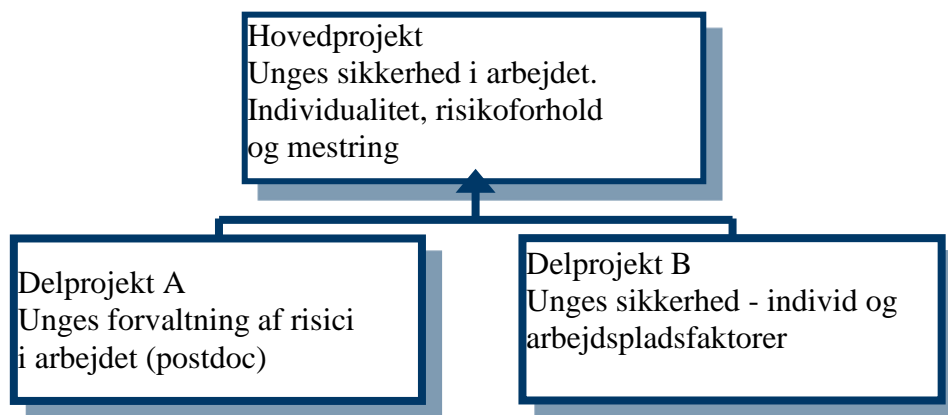 Hovedprojekt
Unges sikkerhed i arbejdet.
Individualitet, risikoforhold
og mestring
Delprojekt A
Unges forvaltning af risici
i arbejdet (postdoc)
Delprojekt B
Unges sikkerhed - individ og
arbejdspladsfaktorer